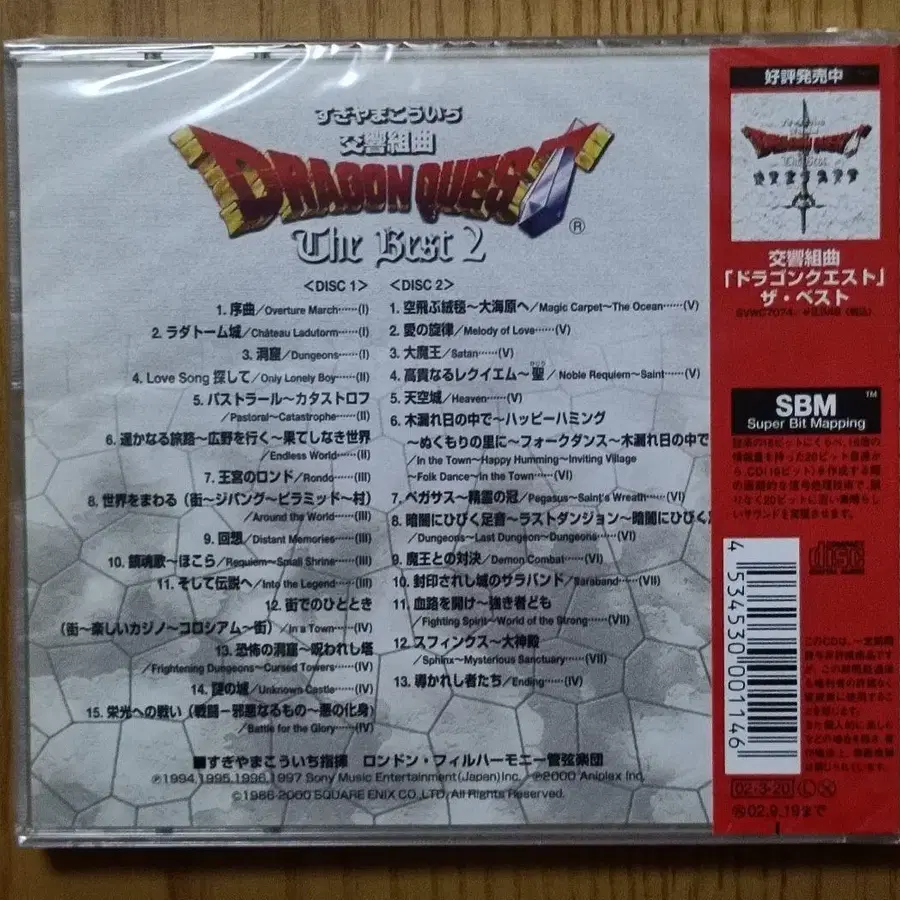 すぎやまこういち
交響組曲
DRAGON QUEST
®
The Best 2
<DISC 1>
1. 序曲/Overture March……(I)
2. ラダトーム城/Château Ladutorm……(I)
3. 洞窟/Dungeons……(I)
4. Love Song 探して/Only Lonely Boy……(II)
5. パストラール〜カタストロフ
/Pastoral〜Catastrophe……(II)
6. 遥かなる旅路〜広野を行く〜果てしなき世界
/Endless World……(II)
7. 王宮のロンド/Rondo……(III)
8. 世界をまわる（街〜ジパング〜ピラミッド〜村）
/Around the World……(III)
9. 回想/Distant Memories……(III)
10. 鎮魂歌〜ほこら/Requiem〜Small Shrine……(III)
11. そして伝説へ/Into the Legend……(III)
12. 街でのひととき
（街〜楽しいカジノ〜コロシアム〜街）/In a Town……(IV)
13. 恐怖の洞窟〜呪われし塔
/Frightening Dungeons〜Cursed Towers……(IV)
14. 謎の城/Unknown Castle……(IV)
15. 栄光への戦い（戦闘－邪悪なるもの〜悪の化身）
/Battle for the Glory……(IV)
<DISC 2>
1. 空飛ぶ絨毯〜大海原へ/Magic Carpet〜The Ocean……(V)
2. 愛の旋律/Melody of Love……(V)
3. 大魔王/Satan……(V)
4. 高貴なるレクイエム〜聖/Noble Requiem〜Saint……(V)
5. 天空城/Heaven……(V)
6. 木漏れ日の中で〜ハッピーハミング
〜ぬくもりの里に〜フォークダンス〜木漏れ日の中で
/In the Town〜Happy Humming〜Inviting Village
〜Folk Dance〜In the Town……(VI)
7. ペガサス〜精霊の冠/Pegasus〜Saint's Wreath……(VI)
8. 暗闇にひびく足音〜ラストダンジョン〜暗闇にひびく
/Dungeons〜Last Dungeon〜Dungeons……(VI)
9. 魔王との対決/Demon Combat……(VI)
10. 封印されし城のサラバンド/Saraband……(VII)
11. 血路を開け〜強き者ども
/Fighting Spirit〜World of the Strong……(VII)
12. スフィンクス〜大神殿
/Sphinx〜Mysterious Sanctuary……(VII)
13. 導かれし者たち/Ending……(IV)
■すぎやまこういち指揮 ロンドン・フィルハーモニー管弦楽団
Ⓟ1994,1995,1996,1997 Sony Music Entertainment(Japan)Inc. Ⓟ2000 Aniplex Inc.
©1986-2000 SQUARE ENIX CO.,LTD. All Rights Reserved.
好評発売中
DRAGON QUEST
The Best
交響組曲
「ドラゴンクエスト」
ザ・ベスト
SBM™
Super Bit Mapping
COMPACT
disc
DIGITAL AUDIO
4 534530 001146
02・3・20 Ⓛ Ⓧ
02.9.19まで